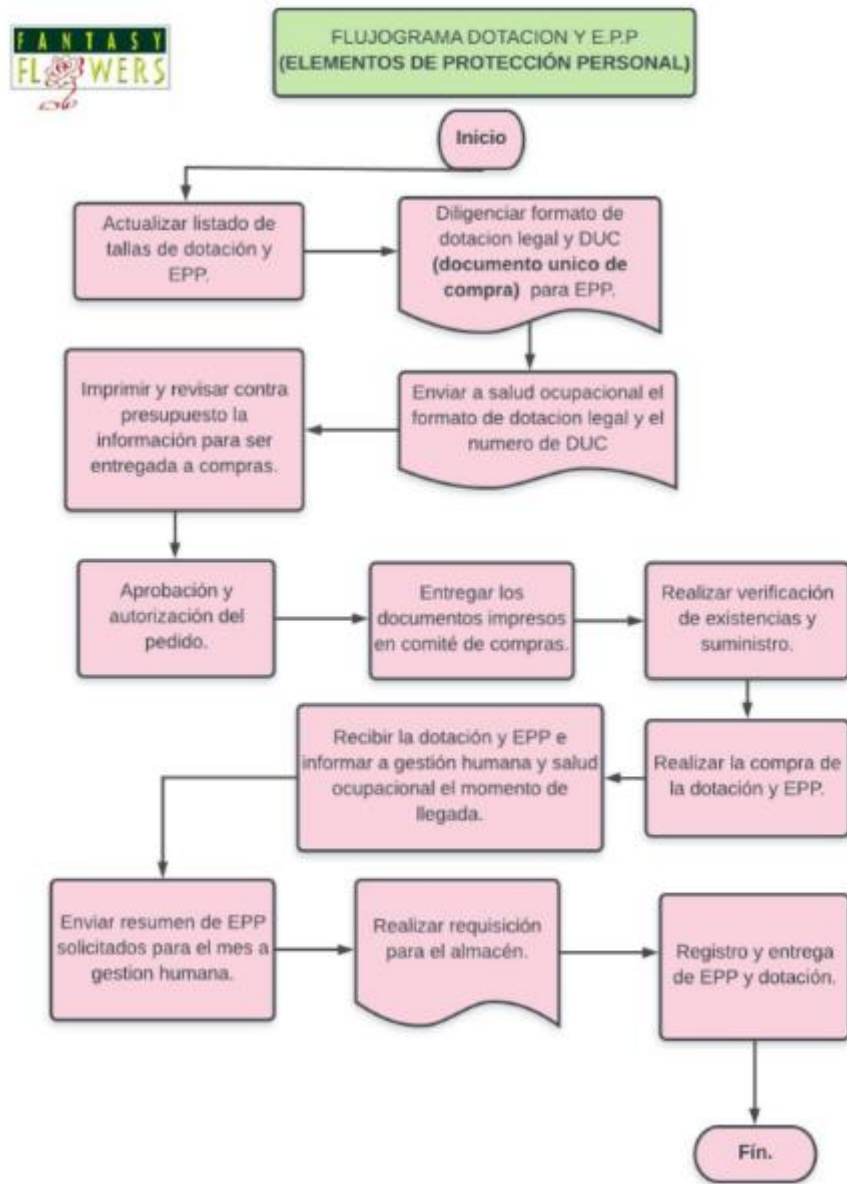 FANTASY
FLOWERS
FLUJOGRAMA DOTACION Y E.P.P
(ELEMENTOS DE PROTECCIÓN PERSONAL)
Inicio
Actualizar listado de
tallas de dotación y
EPP.
Diligenciar formato de
dotacion legal y DUC
(documento unico de
compra) para EPP.
Enviar a salud ocupacional el
formato de dotacion legal y el
numero de DUC
Imprimir y revisar contra
presupuesto la
información para ser
entregada a compras.
Aprobación y
autorización del
pedido.
Entregar los
documentos impresos
en comité de compras.
Realizar verificación
de existencias y
suministro.
Realizar la compra de
la dotación y EPP.
Recibir la dotación y EPP e
informar a gestión humana y salud
ocupacional el momento de
llegada.
Enviar resumen de EPP
solicitados para el mes a
gestion humana.
Realizar requisición
para el almacén.
Registro y entrega
de EPP y dotación.
Fín.